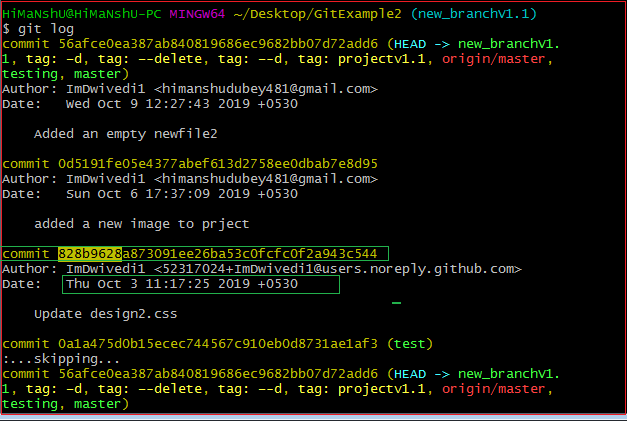 HiMaNshU@HiMaNshU-PC MINGW64 ~/Desktop/GitExample2 (new_branchv1.1)
$ git log
commit 56afce0ea387ab840819686ec9682bb07d72add6 (HEAD -> new_branchv1.
1, tag: -d, tag: --delete, tag: --d, tag: projectv1.1, origin/master,
testing, master)
Author: ImDwivedi1 <himanshudubey481@gmail.com>
Date:   Wed Oct 9 12:27:43 2019 +0530
    Added an empty newfile2
commit 0d5191fe05e4377abef613d2758ee0dbab7e8d95
Author: ImDwivedi1 <himanshudubey481@gmail.com>
Date:   Sun Oct 6 17:37:09 2019 +0530
    added a new image to prject
commit 828b9628a873091ee26ba53c0fcfc0f2a943c544
Author: ImDwivedi1 <52317024+ImDwivedi1@users.noreply.github.com>
Date:   Thu Oct 3 11:17:25 2019 +0530
    Update design2.css
commit 0a1a475d0b15ecec744567c910eb0d8731ae1af3 (test)
:...skipping...
commit 56afce0ea387ab840819686ec9682bb07d72add6 (HEAD -> new_branchv1.
1, tag: -d, tag: --delete, tag: --d, tag: projectv1.1, origin/master,
testing, master)